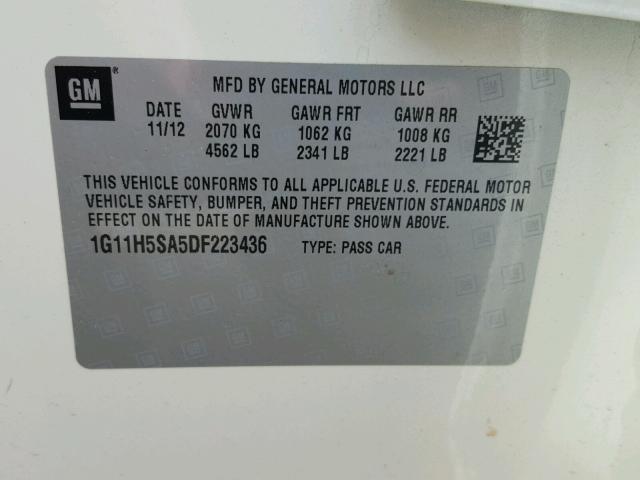 GM ®
MFD BY GENERAL MOTORS LLC
DATE GVWR GAWR FRT GAWR RR
11/12 2070 KG 1062 KG 1008 KG
4562 LB 2341 LB 2221 LB
THIS VEHICLE CONFORMS TO ALL APPLICABLE U.S. FEDERAL MOTOR
VEHICLE SAFETY, BUMPER, AND THEFT PREVENTION STANDARDS IN
EFFECT ON THE DATE OF MANUFACTURE SHOWN ABOVE.
1G11H5SA5DF223436 TYPE: PASS CAR